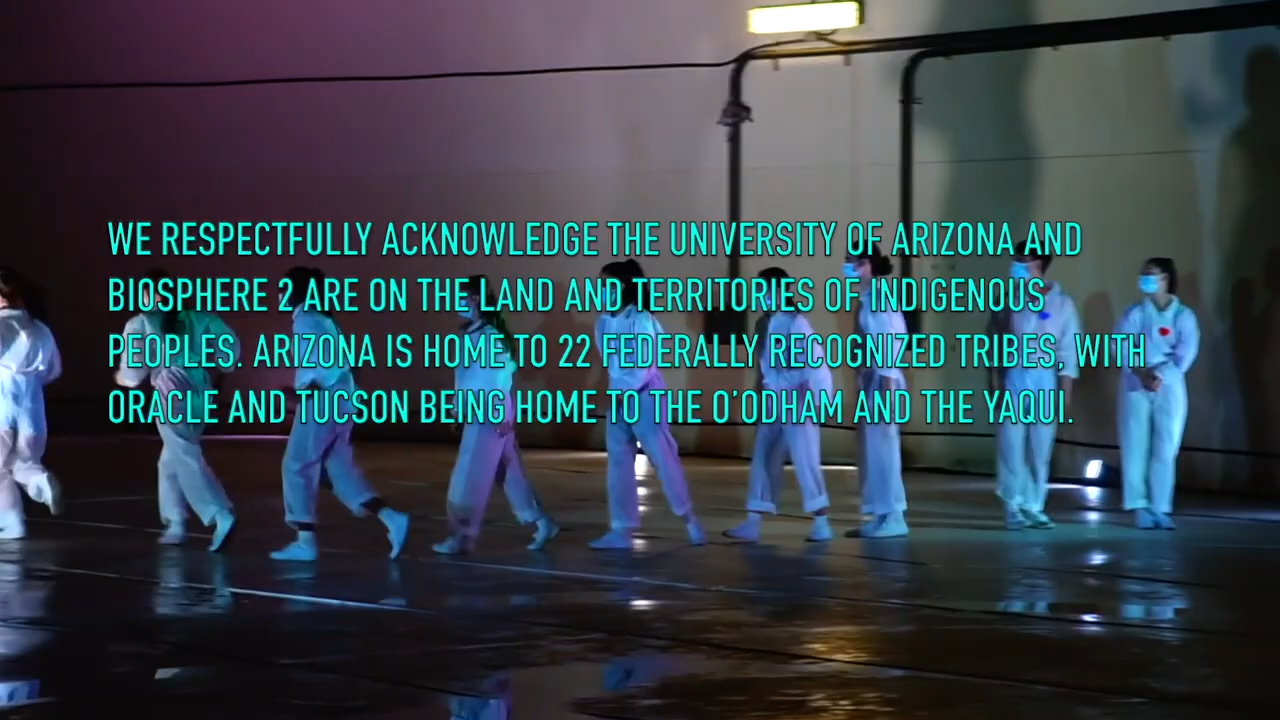 WE RESPECTFULLY ACKNOWLEDGE THE UNIVERSITY OF ARIZONA AND
BIOSPHERE 2 ARE ON THE LAND AND TERRITORIES OF INDIGENOUS
PEOPLES. ARIZONA IS HOME TO 22 FEDERALLY RECOGNIZED TRIBES, WITH
ORACLE AND TUCSON BEING HOME TO THE O'ODHAM AND THE YAQUI.